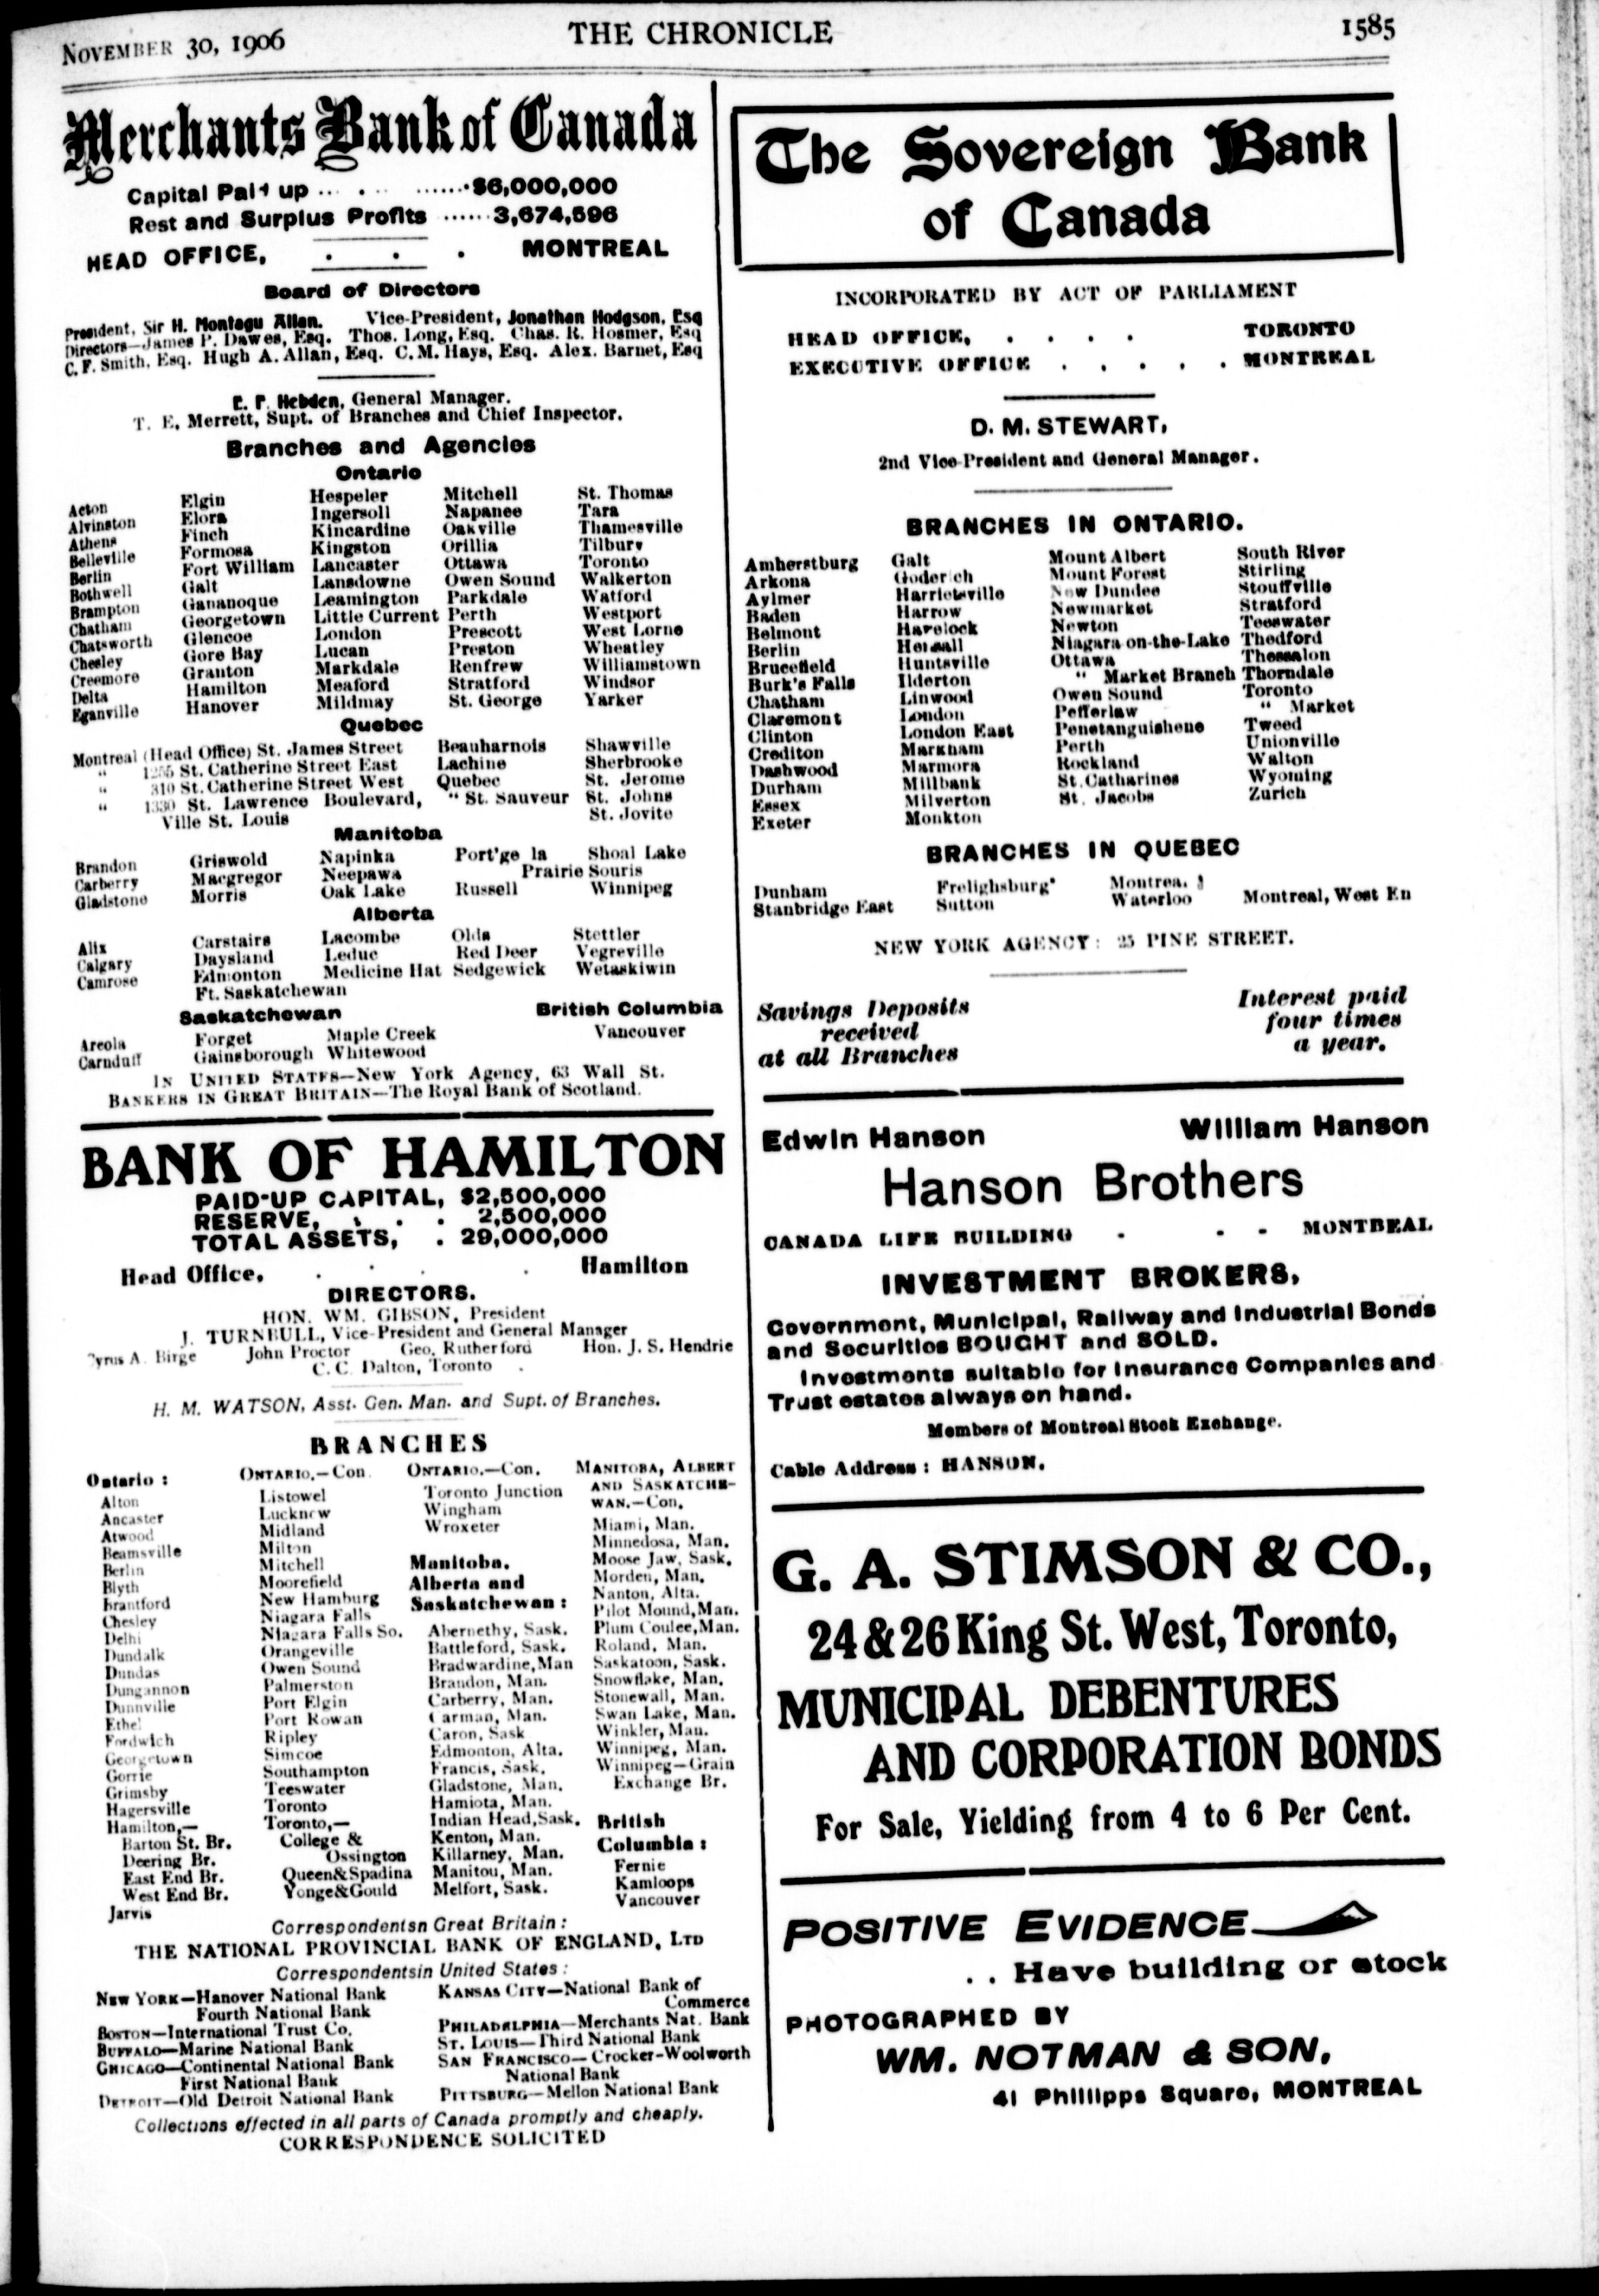 NOVEMBER 30, 1906 THE CHRONICLE 1585
Merchants Bank of Canada
Capital Paid up ... . .. ......$6,000,000
Rest and Surplus Profits ...... 3,674,596
HEAD OFFICE, . . . MONTREAL
Board of Directors
President, Sir H. Montagu Allan. Vice-President, Jonathan Hodgson, Esq
Directors—James P. Dawes, Esq. Thos. Long, Esq. Chas. R. Hosmer, Esq
C. F. Smith, Esq. Hugh A. Allan, Esq. C. M. Hays, Esq. Alex. Barnet, Esq
E. F. Hebden, General Manager.
T. E. Merrett, Supt. of Branches and Chief Inspector.
Branches and Agencies
Ontario
Acton Elgin Hespeler Mitchell St. Thomas
Alvinston Elora Ingersoll Napanee Tara
Athens Finch Kincardine Oakville Thamesville
Belleville Formosa Kingston Orillia Tilbury
Berlin Fort William Lancaster Ottawa Toronto
Bothwell Galt Lansdowne Owen Sound Walkerton
Brampton Gananoque Leamington Parkdale Watford
Chatham Georgetown Little Current Perth Westport
Chatsworth Glencoe London Prescott West Lorne
Chesley Gore Bay Lucan Preston Wheatley
Creemore Granton Markdale Renfrew Williamstown
Delta Hamilton Meaford Stratford Windsor
Eganville Hanover Mildmay St. George Yarker
Quebec
Montreal (Head Office) St. James Street Beauharnois Shawville
" 1255 St. Catherine Street East Lachine Sherbrooke
" 310 St. Catherine Street West Quebec St. Jerome
" 1330 St. Lawrence Boulevard, " St. Sauveur St. Johns
Ville St. Louis St. Jovite
Manitoba
Brandon Griswold Napinka Port'ge la Shoal Lake
Carberry Macgregor Neepawa Prairie Souris
Gladstone Morris Oak Lake Russell Winnipeg
Alberta
Alix Carstairs Lacombe Olds Stettler
Calgary Daysland Leduc Red Deer Vegreville
Camrose Edmonton Medicine Hat Sedgewick Wetaskiwin
Ft. Saskatchewan
Saskatchewan British Columbia
Areola Forget Maple Creek Vancouver
Carnduff Gainsborough Whitewood
IN UNITED STATES—New York Agency, 63 Wall St.
BANKERS IN GREAT BRITAIN—The Royal Bank of Scotland.
BANK OF HAMILTON
PAID-UP CAPITAL, $2,500,000
RESERVE, . . . 2,500,000
TOTAL ASSETS, . 29,000,000
Head Office, . . . . Hamilton
DIRECTORS.
HON. WM. GIBSON, President
J. TURNBULL, Vice-President and General Manager
Cyrus A. Birge John Proctor Geo. Rutherford Hon. J. S. Hendrie
C. C. Dalton, Toronto
H. M. WATSON, Asst. Gen. Man. and Supt. of Branches.
BRANCHES
Ontario :
Alton
Ancaster
Atwood
Beamsville
Berlin
Blyth
Brantford
Chesley
Delhi
Dundalk
Dundas
Dungannon
Dunnville
Ethel
Fordwich
Georgetown
Gorrie
Grimsby
Hagersville
Hamilton,—
Barton St. Br.
Deering Br.
East End Br.
West End Br.
Jarvis
ONTARIO.—Con.
Listowel
Lucknow
Midland
Milton
Mitchell
Moorefield
New Hamburg
Niagara Falls
Niagara Falls So.
Orangeville
Owen Sound
Palmerston
Port Elgin
Port Rowan
Ripley
Simcoe
Southampton
Teeswater
Toronto
Toronto,—
College &
Ossington
Queen&Spadina
Yonge&Gould
ONTARIO.—Con.
Toronto Junction
Wingham
Wroxeter
Manitoba.
Alberta and
Saskatchewan :
Abernethy, Sask.
Battleford, Sask.
Bradwardine,Man
Brandon, Man.
Carberry, Man.
Carman, Man.
Caron, Sask
Edmonton, Alta.
Francis, Sask.
Gladstone, Man.
Hamiota, Man.
Indian Head,Sask.
Kenton, Man.
Killarney, Man.
Manitou, Man.
Melfort, Sask.
MANITOBA, ALBERT
AND SASKATCHE-
WAN.—Con.
Miami, Man.
Minnedosa, Man.
Moose Jaw, Sask.
Morden, Man.
Nanton, Alta.
Pilot Mound,Man.
Plum Coulee,Man.
Roland, Man.
Saskatoon, Sask.
Snowflake, Man.
Stonewall, Man.
Swan Lake, Man.
Winkler, Man.
Winnipeg, Man.
Winnipeg—Grain
Exchange Br.
British
Columbia :
Fernie
Kamloops
Vancouver
Correspondentsn Great Britain :
THE NATIONAL PROVINCIAL BANK OF ENGLAND, LTD
Correspondentsin United States :
NEW YORK—Hanover National Bank
Fourth National Bank
BOSTON—International Trust Co.
BUFFALO—Marine National Bank
CHICAGO—Continental National Bank
First National Bank
DETROIT—Old Detroit National Bank
KANSAS CITY—National Bank of
Commerce
PHILADELPHIA—Merchants Nat. Bank
ST. LOUIS—Third National Bank
SAN FRANCISCO—Crocker-Woolworth
National Bank
PITTSBURG—Mellon National Bank
Collections effected in all parts of Canada promptly and cheaply.
CORRESPONDENCE SOLICITED
The Sovereign Bank
of Canada
INCORPORATED BY ACT OF PARLIAMENT
HEAD OFFICE, . . . . TORONTO
EXECUTIVE OFFICE . . . . . MONTREAL
D. M. STEWART,
2nd Vice-President and General Manager.
BRANCHES IN ONTARIO.
Amherstburg Galt Mount Albert South River
Arkona Goderich Mount Forest Stirling
Aylmer Harrietsville New Dundee Stouffville
Baden Harrow Newmarket Stratford
Belmont Havelock Newton Teeswater
Berlin Hensall Niagara-on-the-Lake Thedford
Brucefield Huntsville Ottawa Thessalon
Burk's Falls Ilderton " Market Branch Thorndale
Chatham Linwood Owen Sound Toronto
Claremont London Pefferlaw " Market
Clinton London East Penetanguishene Tweed
Crediton Markham Perth Unionville
Dashwood Marmora Rockland Walton
Durham Millbank St. Catharines Wyoming
Essex Milverton St. Jacobs Zurich
Exeter Monkton
BRANCHES IN QUEBEC
Dunham Frelighsburg Montreal Montreal, West En
Stanbridge East Sutton Waterloo
NEW YORK AGENCY: 25 PINE STREET.
Savings Deposits
received
at all Branches
Interest paid
four times
a year.
Edwin Hanson William Hanson
Hanson Brothers
CANADA LIFE BUILDING - - - MONTREAL
INVESTMENT BROKERS,
Government, Municipal, Railway and Industrial Bonds
and Securities BOUGHT and SOLD.
Investments suitable for Insurance Companies and
Trust estates always on hand.
Members of Montreal Stock Exchange.
Cable Address : HANSON.
G. A. STIMSON & CO.,
24 & 26 King St. West, Toronto,
MUNICIPAL DEBENTURES
AND CORPORATION BONDS
For Sale, Yielding from 4 to 6 Per Cent.
POSITIVE EVIDENCE
. . Have building or stock
PHOTOGRAPHED BY
WM. NOTMAN & SON,
41 Phillipps Square, MONTREAL